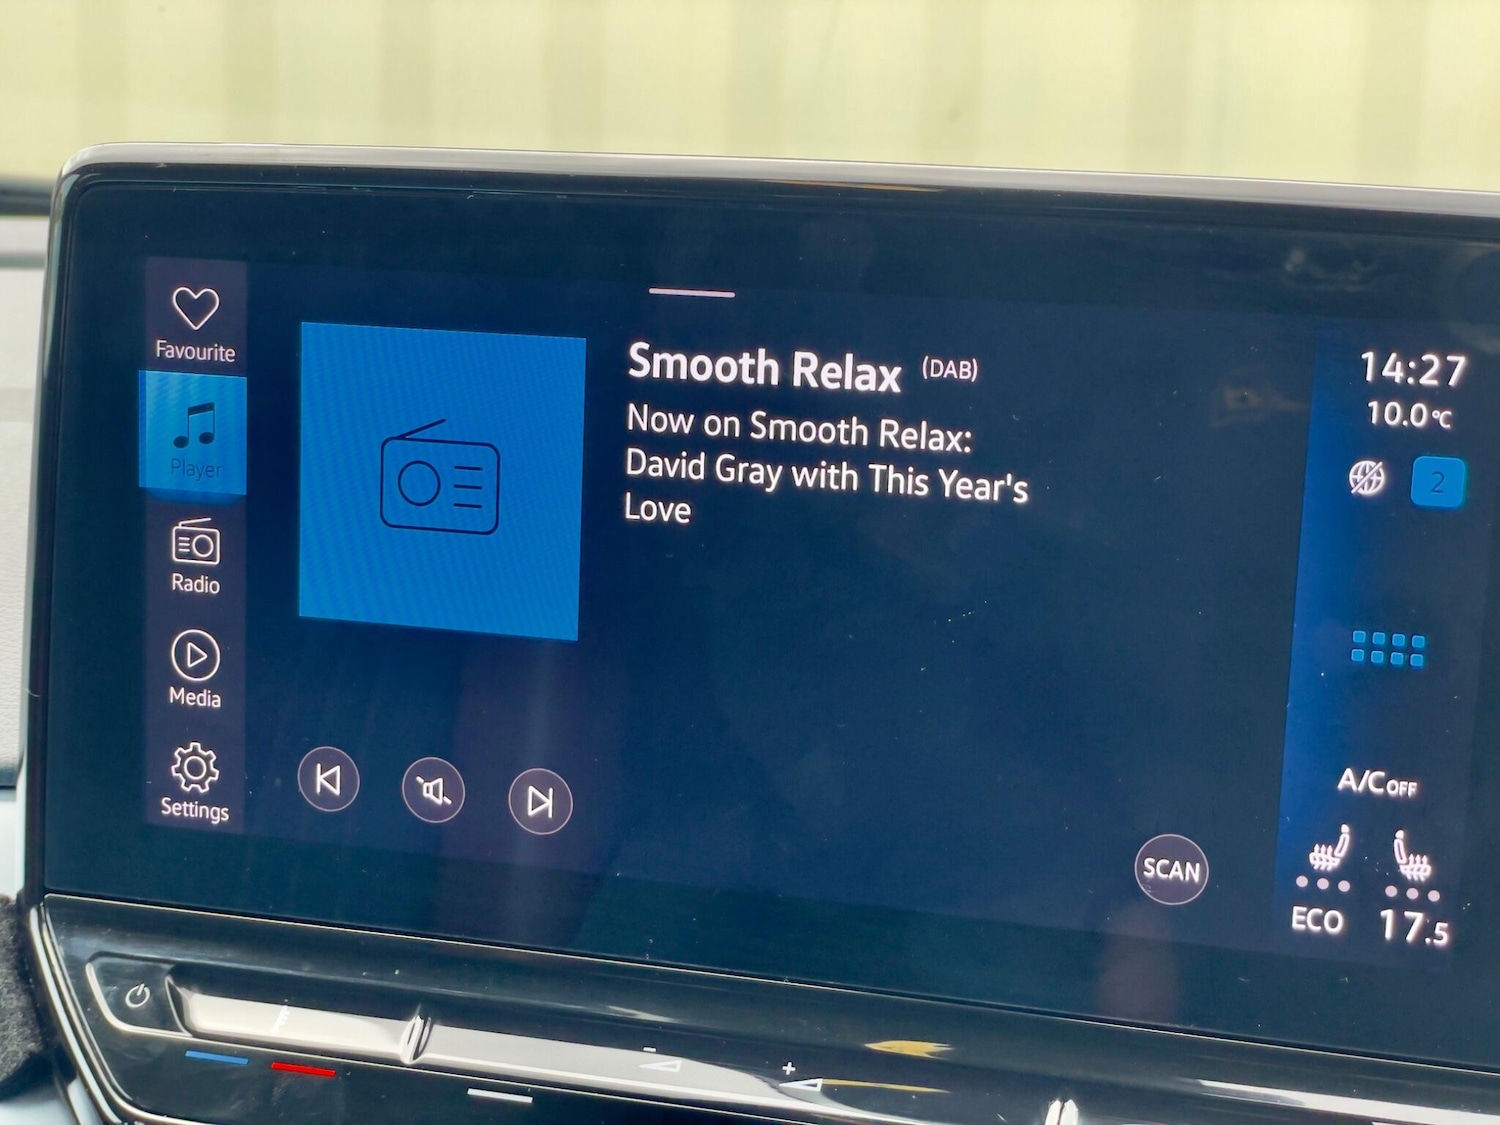 Favourite
Player
Radio
Media
Settings
Smooth Relax (DAB)
Now on Smooth Relax:
David Gray with This Year's
Love
SCAN
14:27
10.0°C
2
A/C OFF
ECO 17.5
- +